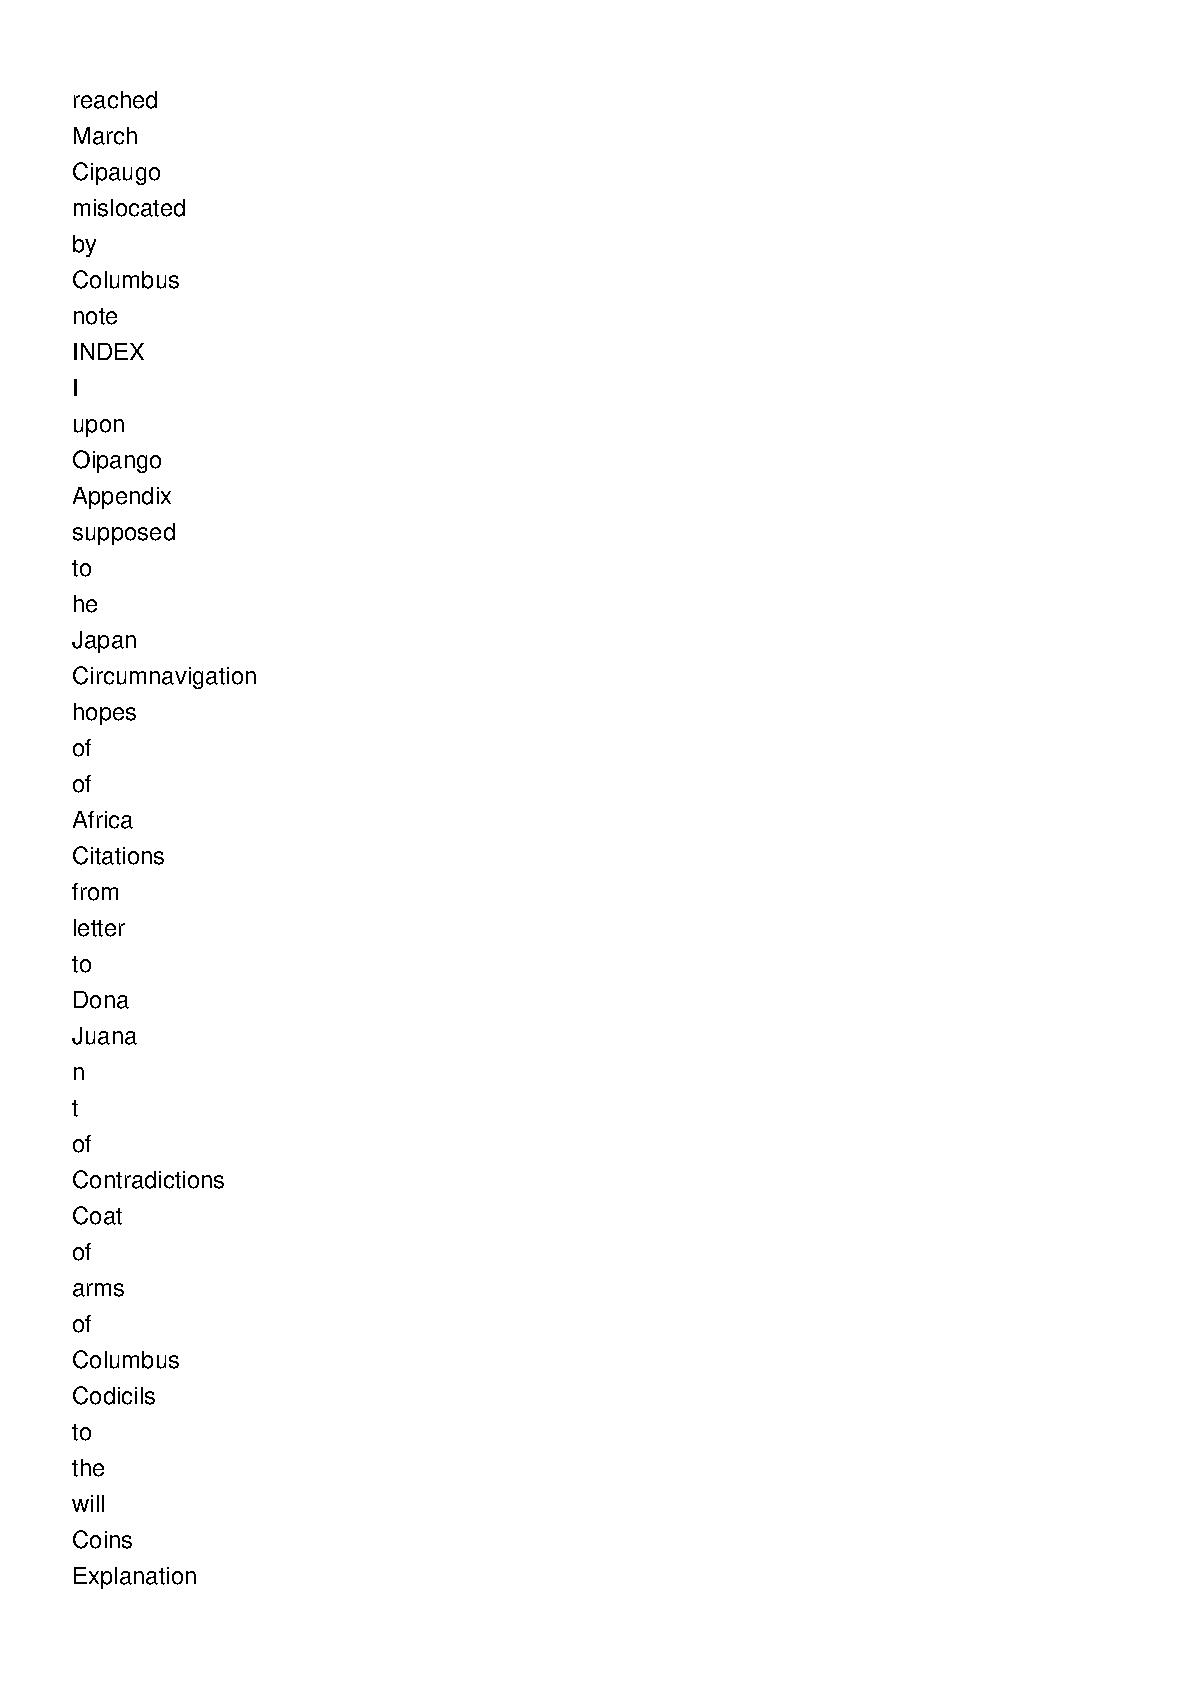 reached
March
Cipaugo
mislocated
by
Columbus
note
INDEX
I
upon
Oipango
Appendix
supposed
to
he
Japan
Circumnavigation
hopes
of
of
Africa
Citations
from
letter
to
Dona
Juana
n
t
of
Contradictions
Coat
of
arms
of
Columbus
Codicils
to
the
will
Coins
Explanation